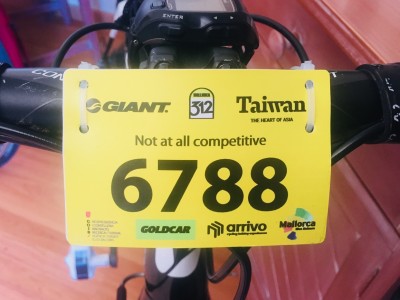 ENTER
GIANT.
312
Taiwan
THE HEART OF ASIA
Not at all competitive
6788
GOLDCAR
arrivo
Mallorca